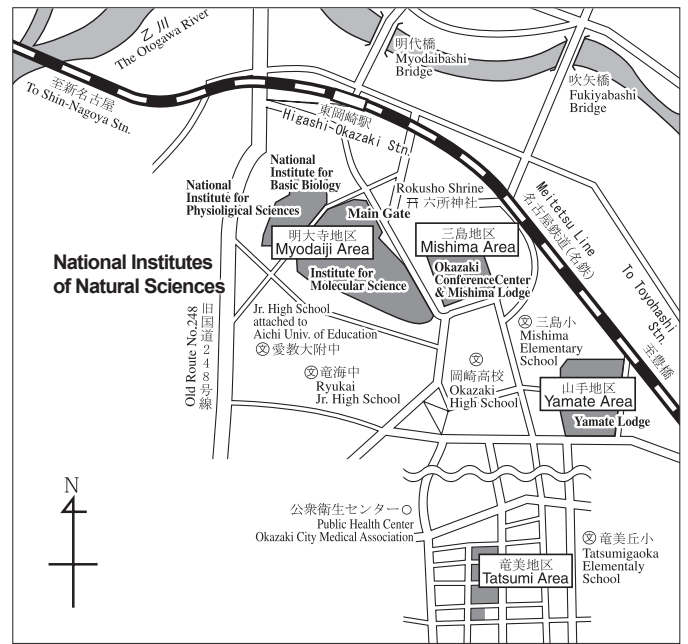 乙川
The Otogawa River
明代橋
Myodaibashi
Bridge
吹矢橋
Fukiyabashi
Bridge
至新名古屋
To Shin-Nagoya Stn.
東岡崎駅
Higashi-Okazaki Stn.
National
Institute for
Basic Biology
National
Institute for
Physioligical Sciences
Rokusho Shrine
六所神社
Main Gate
Meitetsu Line
名古屋鉄道(名鉄)
明大寺地区
Myodaiji Area
三島地区
Mishima Area
National Institutes
of Natural Sciences
Institute for
Molecular Science
Okazaki
ConferenceCenter
& Mishima Lodge
To Toyohashi
Stn.
至豊橋
Old Route No.248
旧国道248号線
Jr. High School
attached to
Aichi Univ. of Education
文 愛教大附中
文 竜海中
Ryukai
Jr. High School
文
岡崎高校
Okazaki
High School
文 三島小
Mishima
Elementary
School
山手地区
Yamate Area
Yamate Lodge
N
公衆衛生センター
Public Health Center
Okazaki City Medical Association
文 竜美丘小
Tatsumigaoka
Elementaly
School
竜美地区
Tatsumi Area